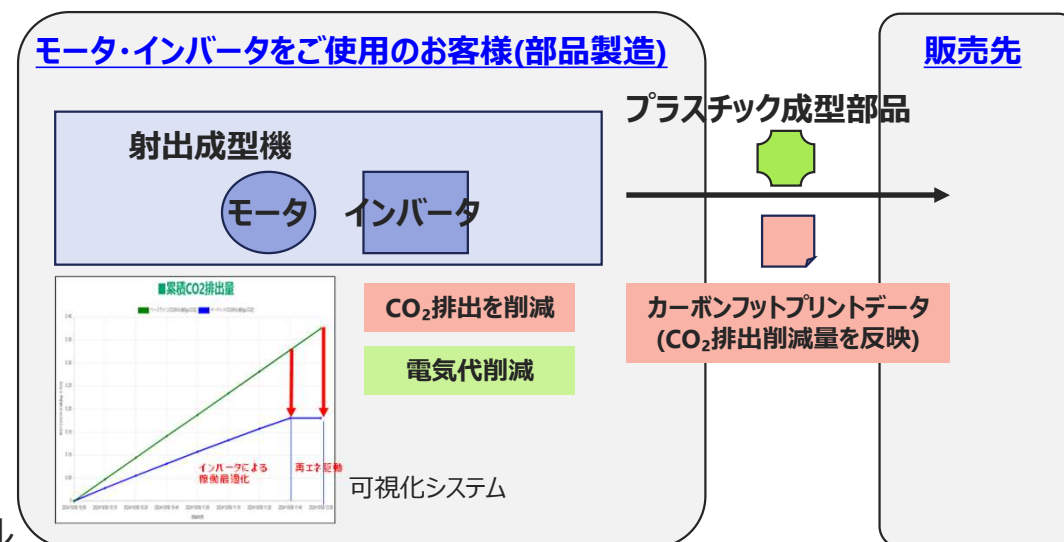 モータ・インバータをご使用のお客様(部品製造)
販売先
プラスチック成型部品
射出成型機
モータ
インバータ
■累積CO2排出量
CO₂排出を削減
電気代削減
カーボンフットプリントデータ
(CO₂排出削減量を反映)
インバータによる
稼働最適化
再エネ駆動
可視化システム